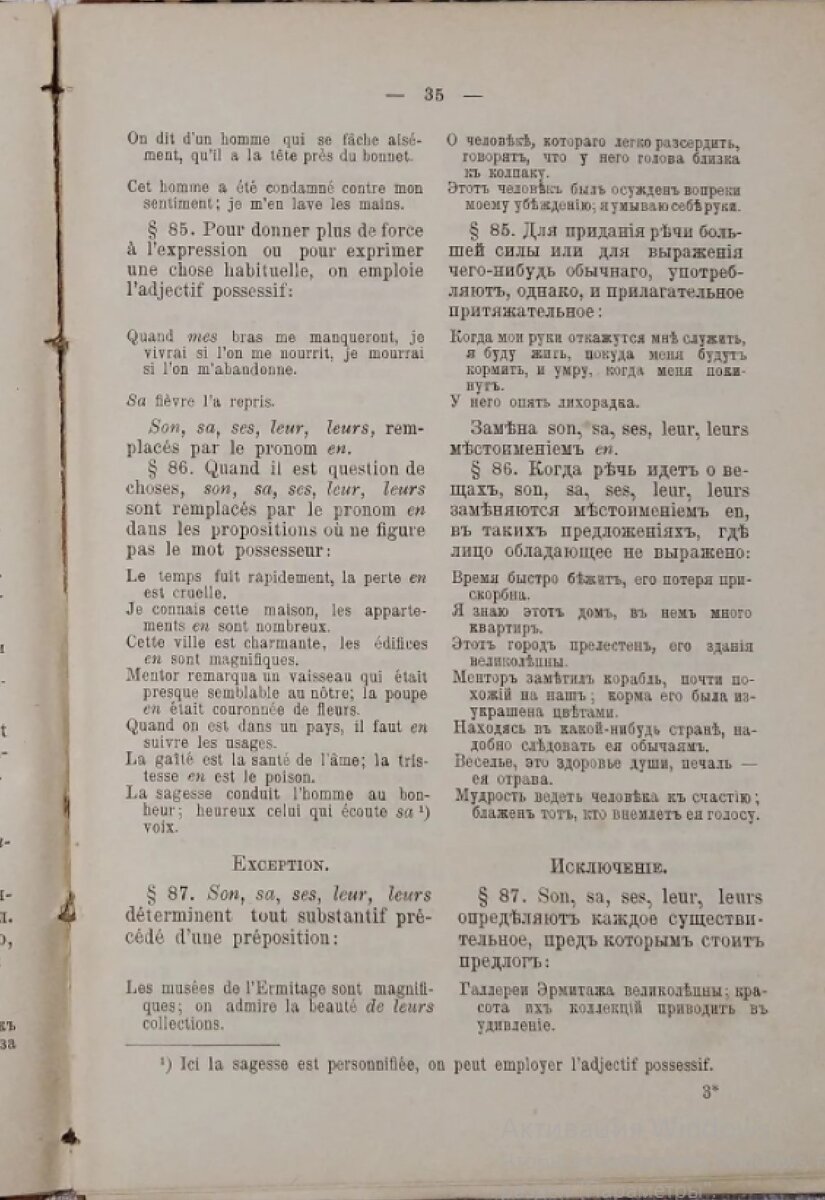 — 35 —
On dit d'un homme qui se fâche aisé-
ment, qu'il a la tête près du bonnet.
Cet homme a été condamné contre mon
sentiment; je m'en lave les mains.
§ 85. Pour donner plus de force
à l'expression ou pour exprimer
une chose habituelle, on emploie
l'adjectif possessif:
Quand mes bras me manqueront, je
vivrai si l'on me nourrit, je mourrai
si l'on m'abandonne.
Sa fièvre l'a repris.
Son, sa, ses, leur, leurs, rem-
placés par le pronom en.
§ 86. Quand il est question de
choses, son, sa, ses, leur, leurs
sont remplacés par le pronom en
dans les propositions où ne figure
pas le mot possesseur:
Le temps fuit rapidement, la perte en
est cruelle.
Je connais cette maison, les apparte-
ments en sont nombreux.
Cette ville est charmante, les édifices
en sont magnifiques.
Mentor remarqua un vaisseau qui était
presque semblable au nôtre; la poupe
en était couronnée de fleurs.
Quand on est dans un pays, il faut en
suivre les usages.
La gaîté est la santé de l'âme; la tris-
tesse en est le poison.
La sagesse conduit l'homme au bon-
heur; heureux celui qui écoute sa ¹)
voix.
Exception.
§ 87. Son, sa, ses, leur, leurs
déterminent tout substantif pré-
cédé d'une préposition:
Les musées de l'Ermitage sont magnifi-
ques; on admire la beauté de leurs
collections.
О человѣкѣ, котораго легко разсердить,
говорятъ, что у него голова близка
къ колпаку.
Этотъ человѣкъ былъ осужденъ вопреки
моему убѣжденію; я умываю себѣ руки.
§ 85. Для приданія рѣчи боль-
шей силы или для выраженія
чего-нибудь обычнаго, употреб-
ляютъ, однако, и прилагательное
притяжательное:
Когда мои руки откажутся мнѣ служить,
я буду жить, покуда меня будутъ
кормить, и умру, когда меня поки-
нутъ.
У него опять лихорадка.
Замѣна son, sa, ses, leur, leurs
мѣстоименіемъ en.
§ 86. Когда рѣчь идетъ о ве-
щахъ, son, sa, ses, leur, leurs
замѣняются мѣстоименіемъ en,
въ такихъ предложеніяхъ, гдѣ
лицо обладающее не выражено:
Время быстро бѣжитъ, его потеря при-
скорбна.
Я знаю этотъ домъ, въ немъ много
квартиръ.
Этотъ городъ прелестенъ, его зданія
великолѣпны.
Менторъ замѣтилъ корабль, почти по-
хожій на нашъ; корма его была из-
украшена цвѣтами.
Находясь въ какой-нибудь странѣ, на-
добно слѣдовать ея обычаямъ.
Веселье, это здоровье души, печаль —
ея отрава.
Мудрость ведетъ человѣка къ счастію;
блаженъ тотъ, кто внемлетъ ея голосу.
Исключеніе.
§ 87. Son, sa, ses, leur, leurs
опредѣляютъ каждое существи-
тельное, предъ которымъ стоитъ
предлогъ:
Галлереи Эрмитажа великолѣпны; кра-
сота ихъ коллекцій приводитъ въ
удивленіе.
¹) Ici la sagesse est personnifiée, on peut employer l'adjectif possessif.
3*
Активация Windows